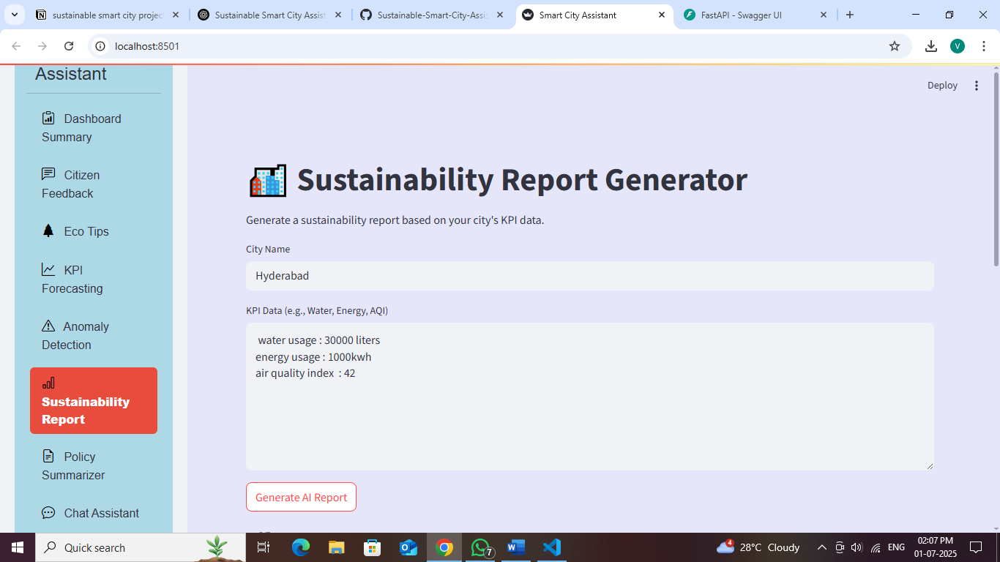 sustainable smart city projec
Sustainable Smart City Assist
Sustainable-Smart-City-Assis
Smart City Assistant
FastAPI - Swagger UI
localhost:8501
V
Assistant
Deploy
Dashboard
Summary
Citizen
Feedback
Eco Tips
KPI
Forecasting
Anomaly
Detection
Sustainability
Report
Policy
Summarizer
Chat Assistant
Sustainability Report Generator
Generate a sustainability report based on your city's KPI data.
City Name
Hyderabad
KPI Data (e.g., Water, Energy, AQI)
water usage : 30000 liters
energy usage : 1000kwh
air quality index  : 42
Generate AI Report
Quick search
7
28°C Cloudy
ENG
02:07 PM
01-07-2025